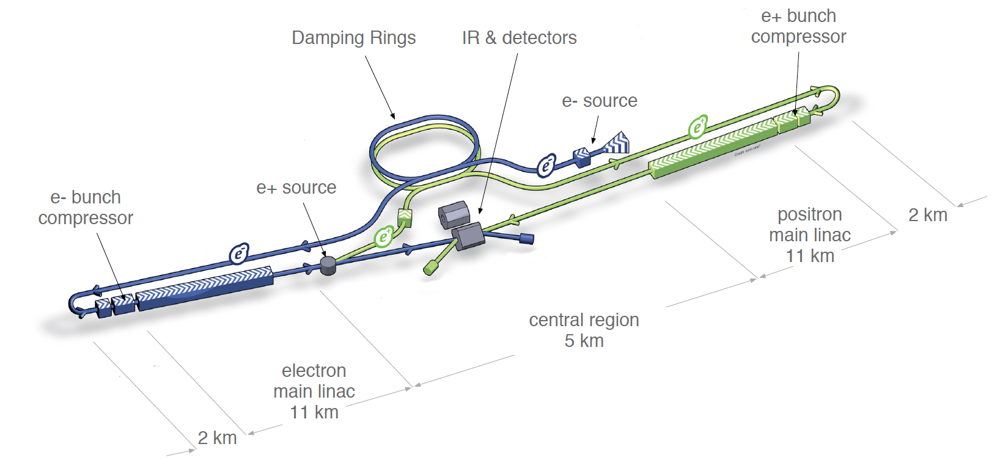 e+ bunch
compressor
Damping Rings
IR & detectors
e- source
e+
e-
e+ source
e- bunch
compressor
e+
e-
2 km
positron
main linac
11 km
central region
5 km
electron
main linac
11 km
2 km